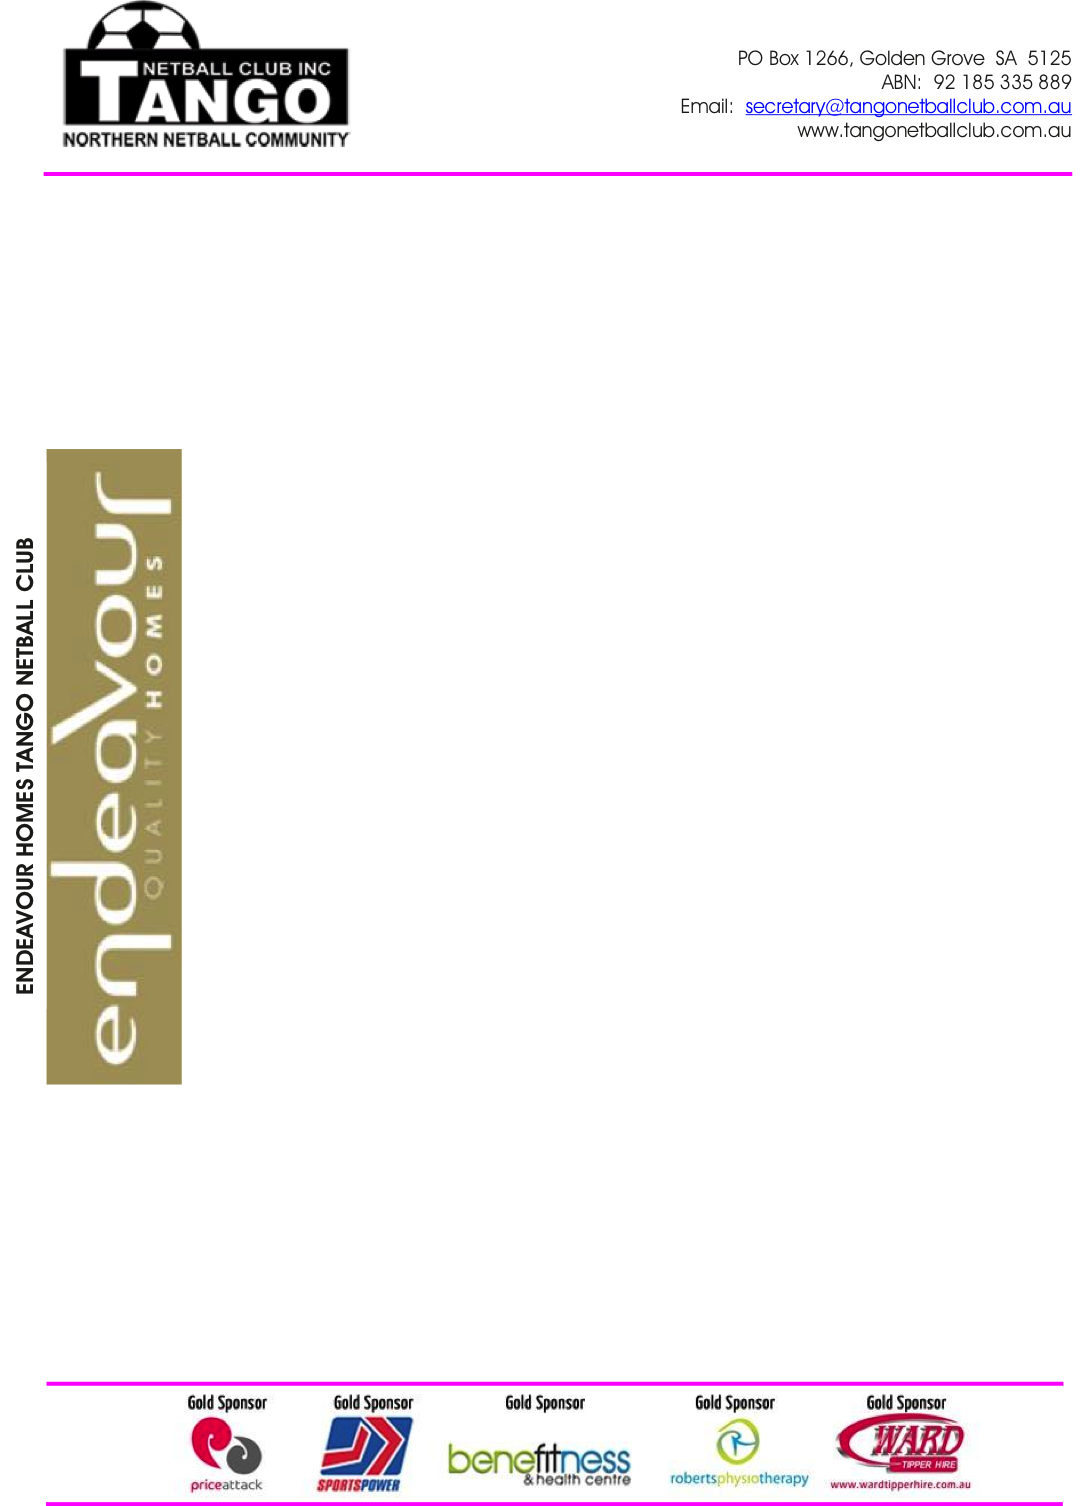 NETBALL CLUB INC
TANGO
NORTHERN NETBALL COMMUNITY
PO Box 1266, Golden Grove  SA  5125
ABN:  92 185 335 889
Email:  secretary@tangonetballclub.com.au
www.tangonetballclub.com.au
ENDEAVOUR HOMES TANGO NETBALL CLUB
endeavour
QUALITY HOMES
Gold Sponsor Gold Sponsor Gold Sponsor Gold Sponsor Gold Sponsor
priceattack
SPORTSPOWER
benefitness
& health centre
robertsphysiotherapy
WARD
TIPPER HIRE
www.wardtipperhire.com.au